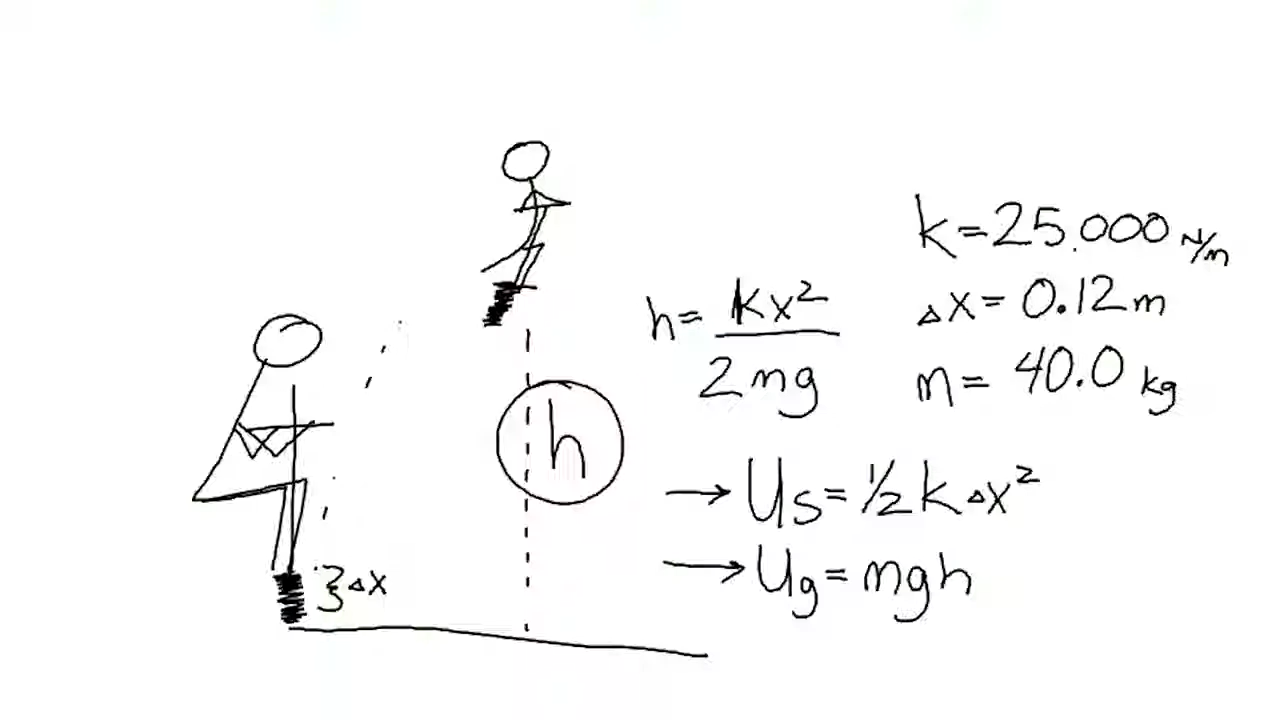 k = 25.000 N/m
Δx = 0.12 m
m = 40.0 kg
h = kx²
2mg
h
→ Us = ½ k Δx²
→ Ug = mgh
Δx